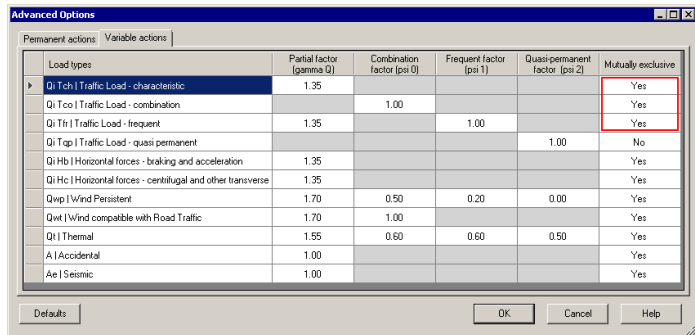 Advanced Options
Permanent actions Variable actions
Load types Partial factor (gamma Q) Combination factor (psi 0) Frequent factor (psi 1) Quasi-permanent factor (psi 2) Mutually exclusive
Qi Tch | Traffic Load - characteristic 1.35 Yes
Qi Tco | Traffic Load - combination 1.00 Yes
Qi Tfr | Traffic Load - frequent 1.35 1.00 Yes
Qi Tqp | Traffic Load - quasi permanent 1.00 No
Qi Hb | Horizontal forces - braking and acceleration 1.35 Yes
Qi Hc | Horizontal forces - centrifugal and other transverse 1.35 Yes
Qwp | Wind Persistent 1.70 0.50 0.20 0.00 Yes
Qwt | Wind compatible with Road Traffic 1.70 1.00 Yes
Qt | Thermal 1.55 0.60 0.60 0.50 Yes
A | Accidental 1.00 Yes
Ae | Seismic 1.00 Yes
Defaults OK Cancel Help